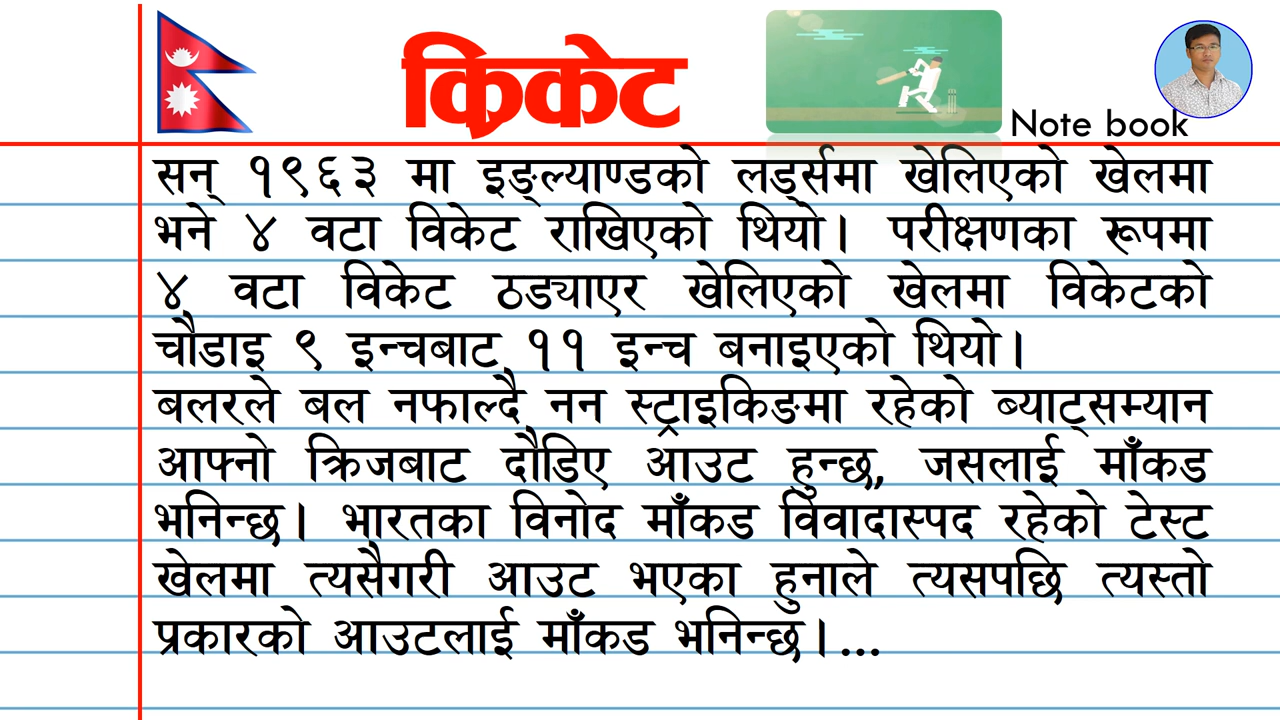 क्रिकेट
Note book
सन् १९६३ मा इङ्ल्याण्डको लर्ड्समा खेलिएको खेलमा
भने ४ वटा विकेट राखिएको थियो। परीक्षणका रूपमा
४ वटा विकेट ठड्याएर खेलिएको खेलमा विकेटको
चौडाइ ९ इन्चबाट ११ इन्च बनाइएको थियो।
बलरले बल नफाल्दै नन स्ट्राइकिङमा रहेको ब्याट्सम्यान
आफ्नो क्रिजबाट दौडिए आउट हुन्छ, जसलाई माँकड
भनिन्छ। भारतका विनोद माँकड विवादास्पद रहेको टेस्ट
खेलमा त्यसैगरी आउट भएका हुनाले त्यसपछि त्यस्तो
प्रकारको आउटलाई माँकड भनिन्छ।...